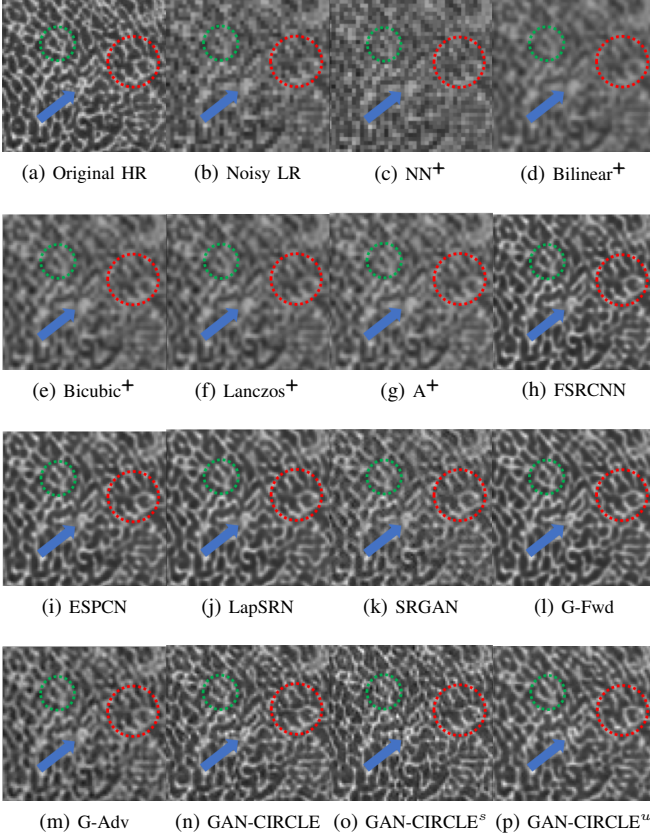 (a) Original HR (b) Noisy LR (c) NN+ (d) Bilinear+
(e) Bicubic+ (f) Lanczos+ (g) A+ (h) FSRCNN
(i) ESPCN (j) LapSRN (k) SRGAN (l) G-Fwd
(m) G-Adv (n) GAN-CIRCLE (o) GAN-CIRCLEs (p) GAN-CIRCLEu